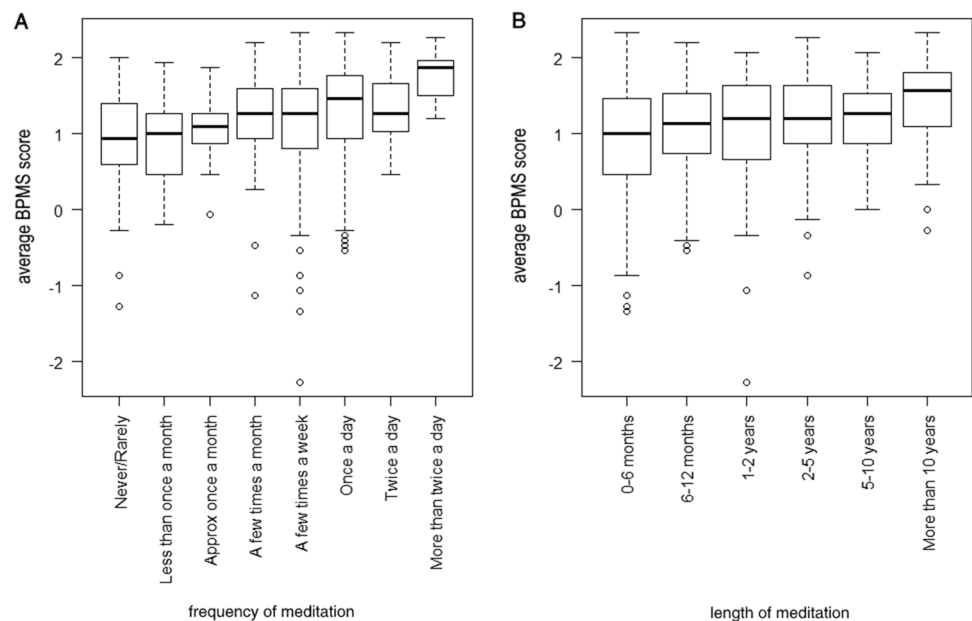 A
average BPMS score
2
1
0
-1
-2
Never/Rarely
Less than once a month
Approx once a month
A few times a month
A few times a week
Once a day
Twice a day
More than twice a day
frequency of meditation
B
average BPMS score
2
1
0
-1
-2
0-6 months
6-12 months
1-2 years
2-5 years
5-10 years
More than 10 years
length of meditation